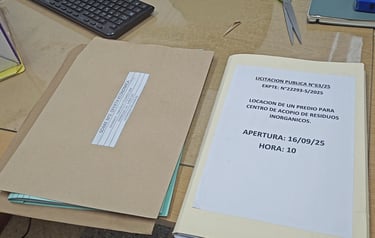 LICITACION PUBLICA N°63/25
EXPTE: N°22293-S/2025
LOCACION DE UN PREDIO PARA
CENTRO DE ACOPIO DE RESIDUOS
INORGANICOS.
APERTURA: 16/09/25
HORA: 10